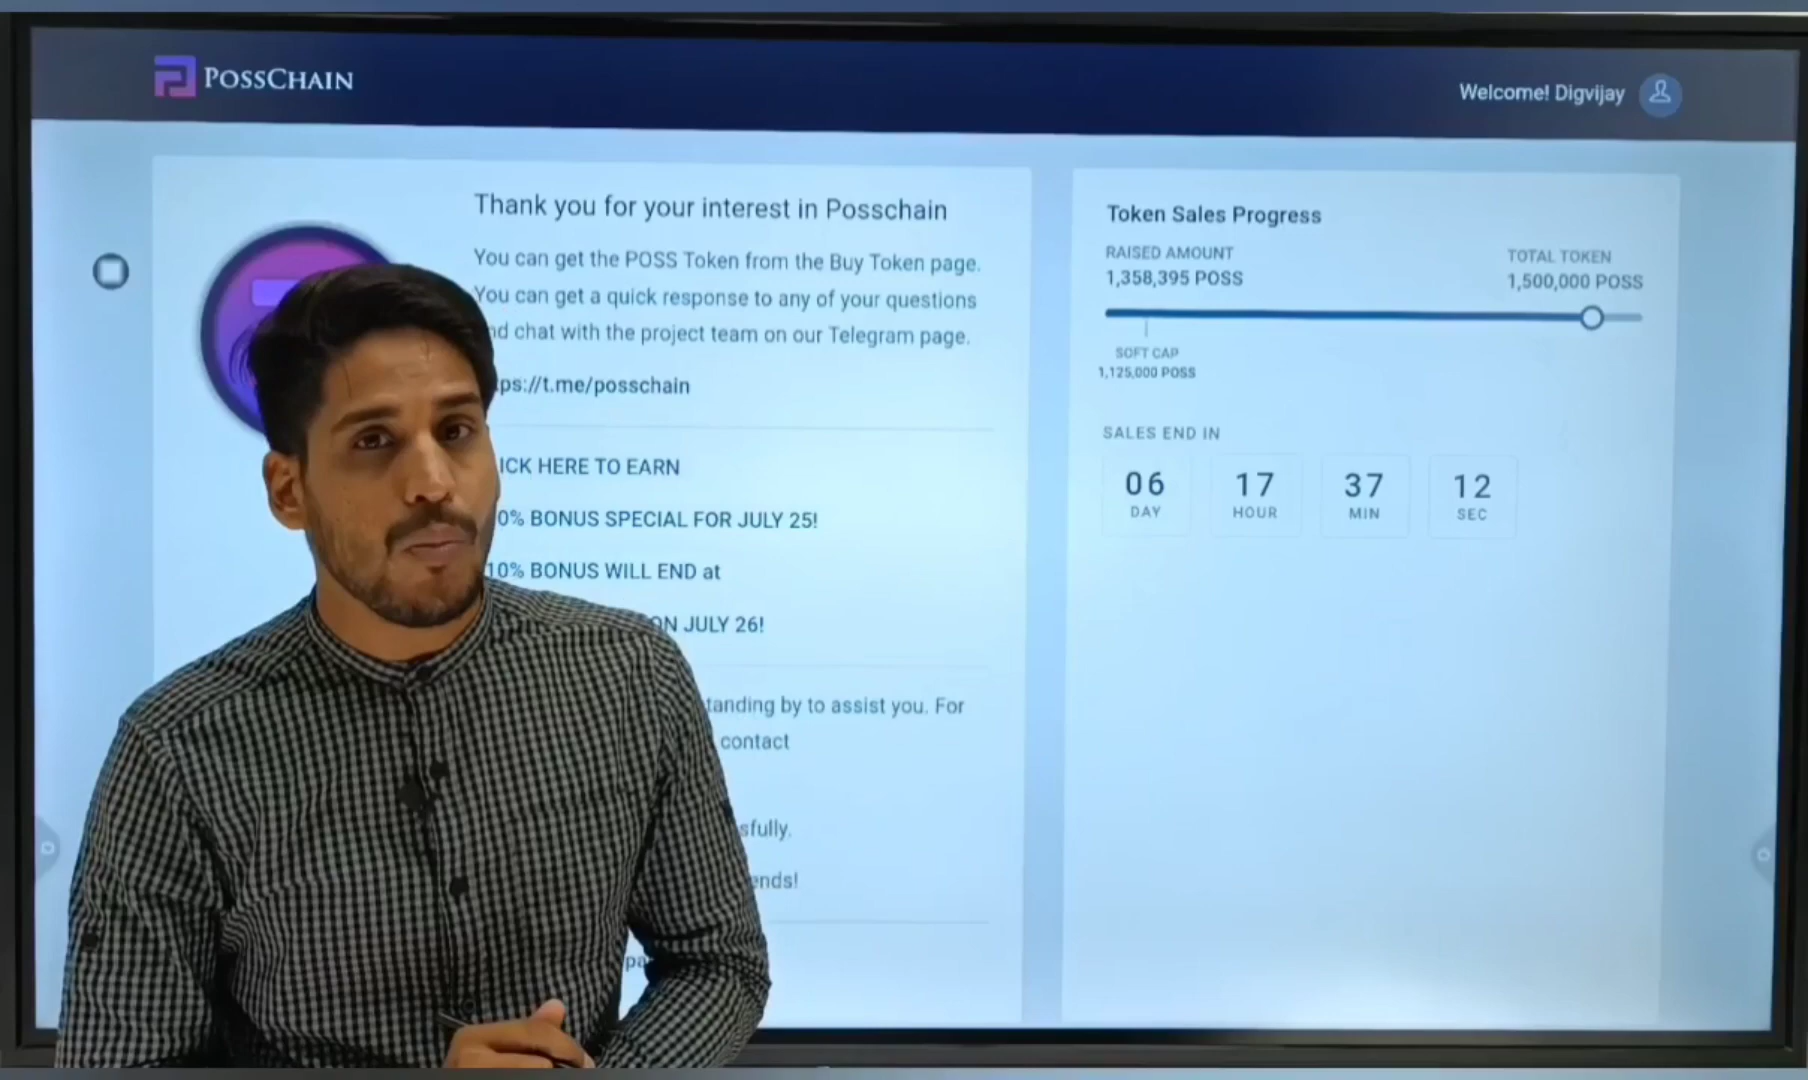 POSSCHAIN
Welcome! Digvijay
Thank you for your interest in Posschain
You can get the POSS Token from the Buy Token page.
You can get a quick response to any of your questions
chat with the project team on our Telegram page.
ps://t.me/posschain
ICK HERE TO EARN
0% BONUS SPECIAL FOR JULY 25!
10% BONUS WILL END at
ON JULY 26!
tanding by to assist you. For
contact
sfully.
ends!
Token Sales Progress
RAISED AMOUNT
1,358,395 POSS
TOTAL TOKEN
1,500,000 POSS
SOFT CAP
1,125,000 POSS
SALES END IN
06 17 37 12
DAY HOUR MIN SEC